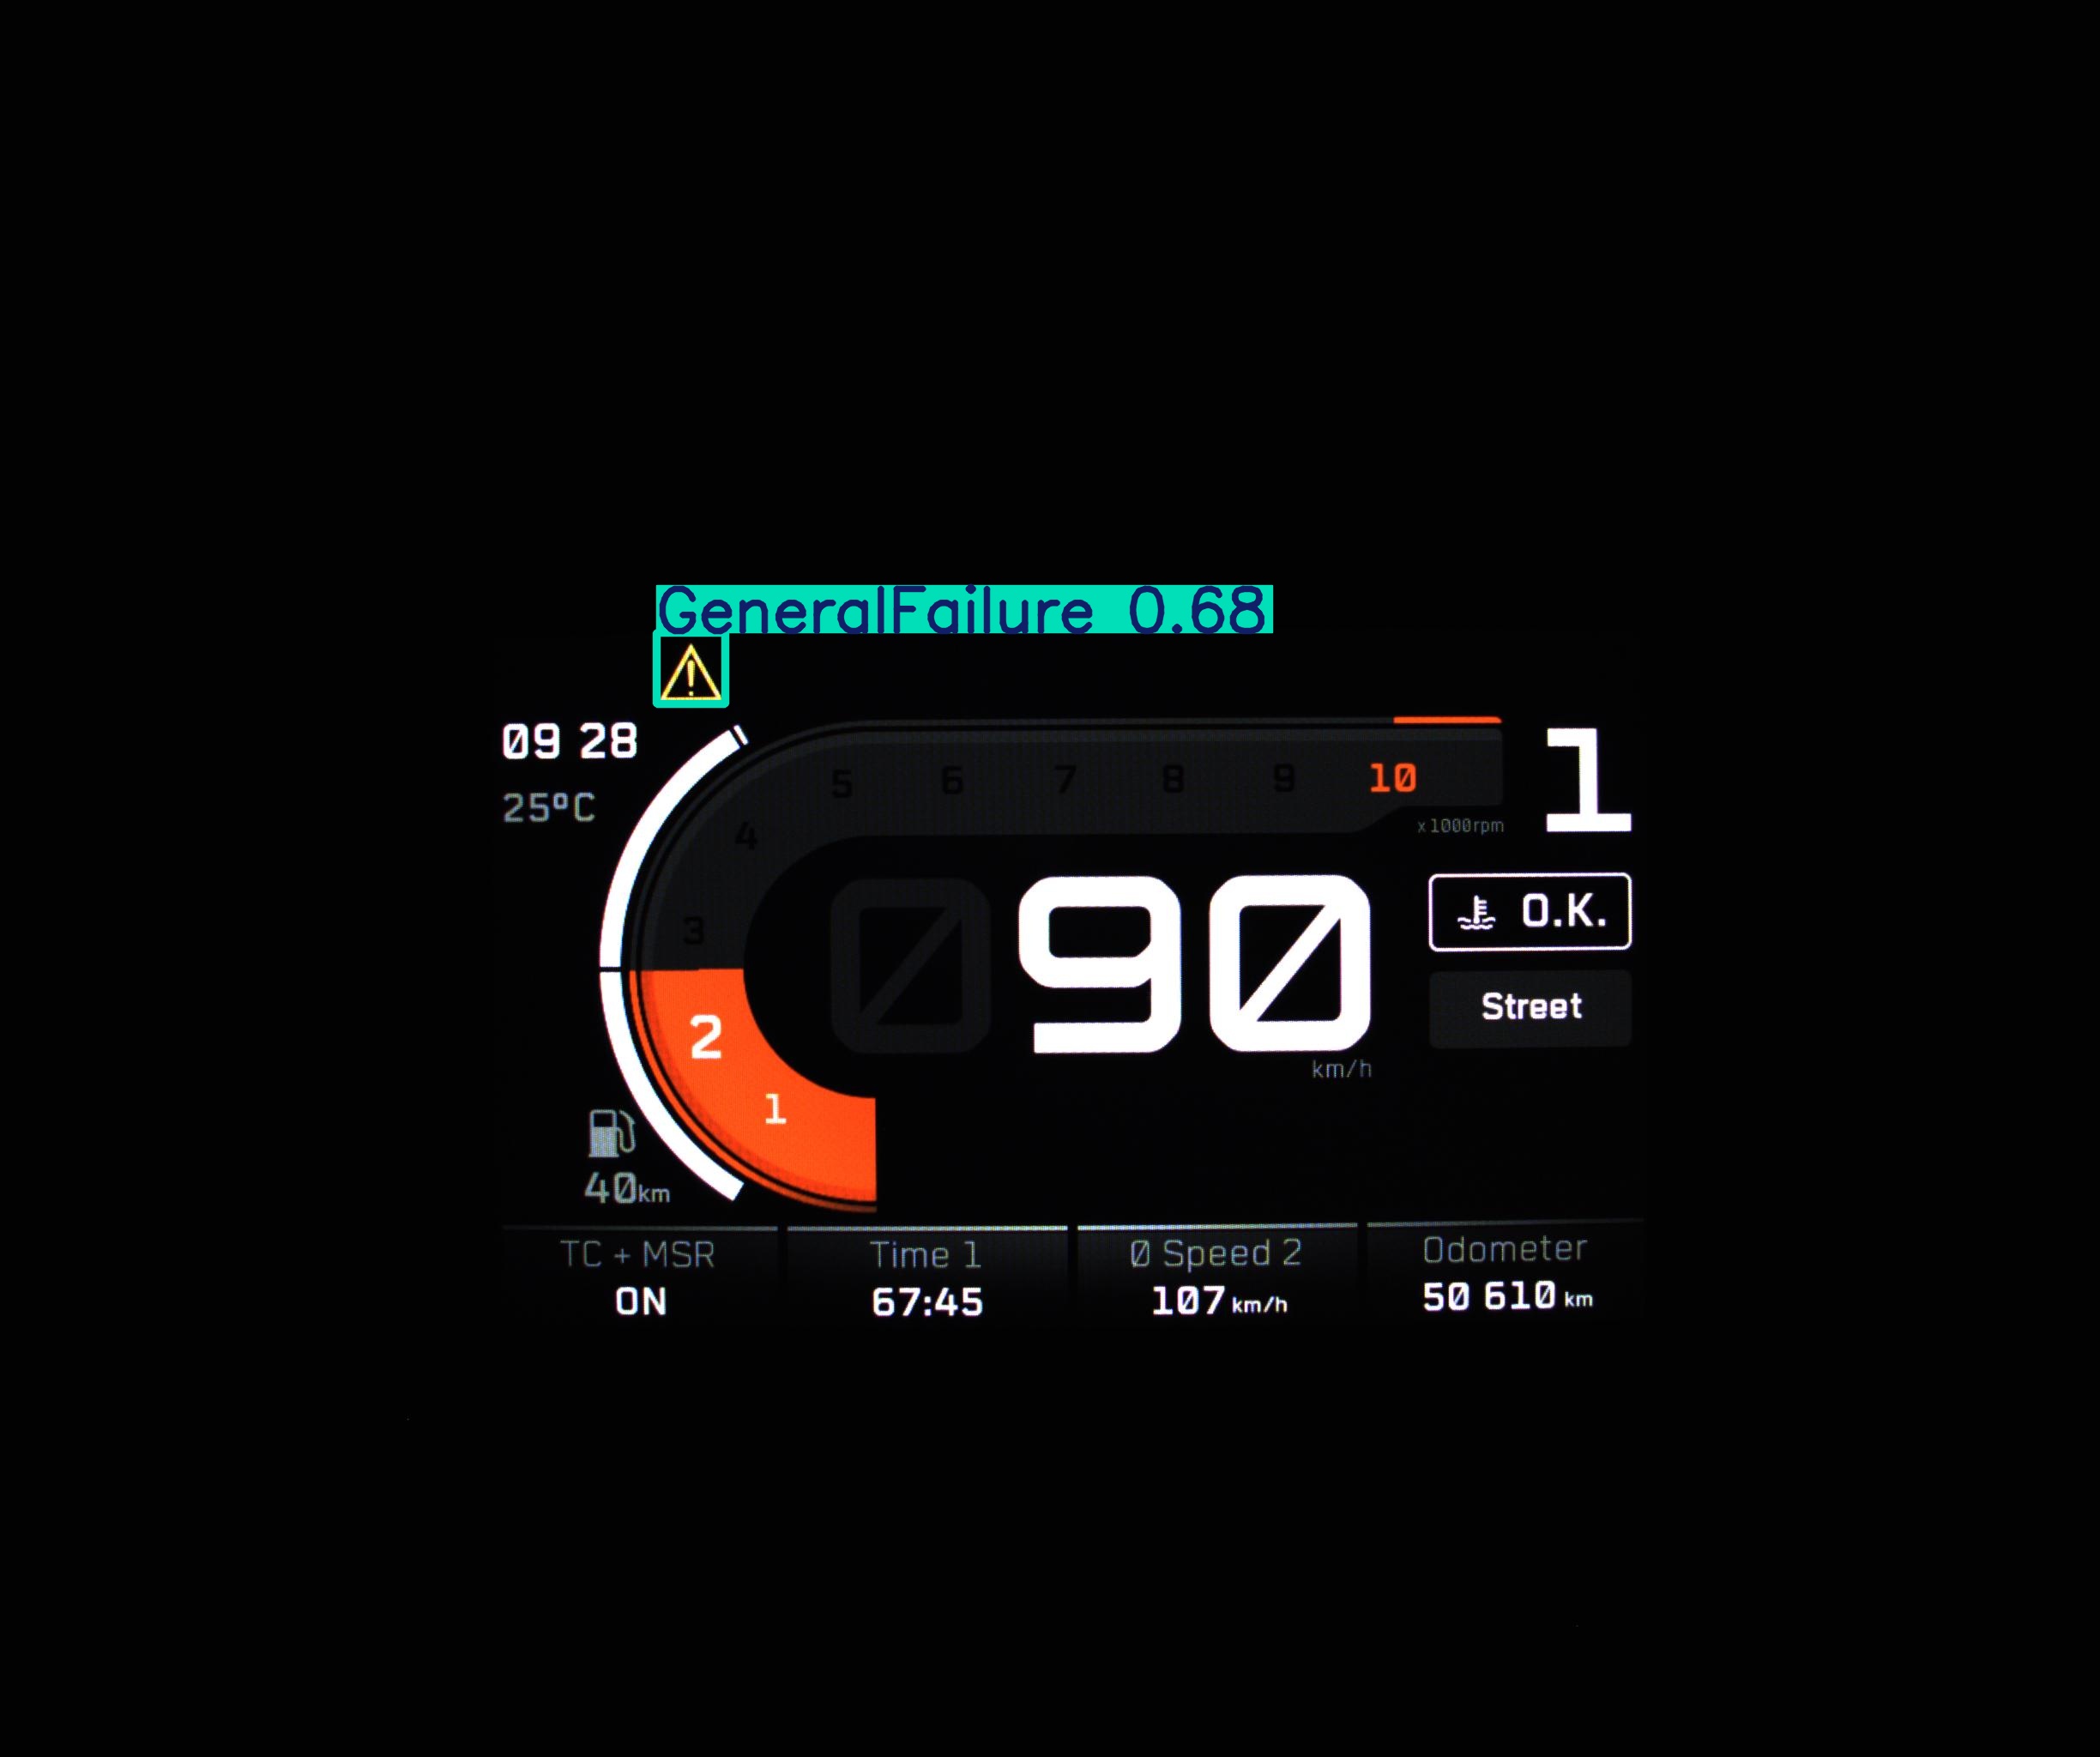 GeneralFailure 0.68
09 28
25ºC
5 6 7 8 9 10
1
4
x1000rpm
3
090
O.K.
km/h
Street
2
1
40km
TC + MSR
ON
Time 1
67:45
Ø Speed 2
107 km/h
Odometer
50 610 km